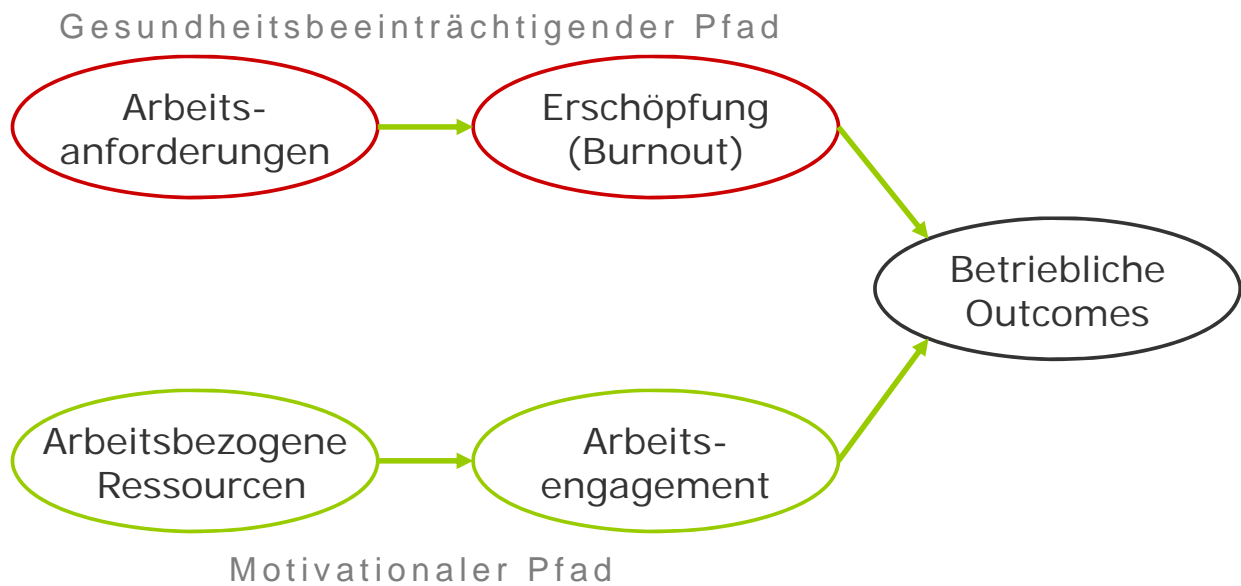 Gesundheitsbeeinträchtigender Pfad
Arbeits-
anforderungen
Erschöpfung
(Burnout)
Betriebliche
Outcomes
Arbeitsbezogene
Ressourcen
Arbeits-
engagement
Motivationaler Pfad